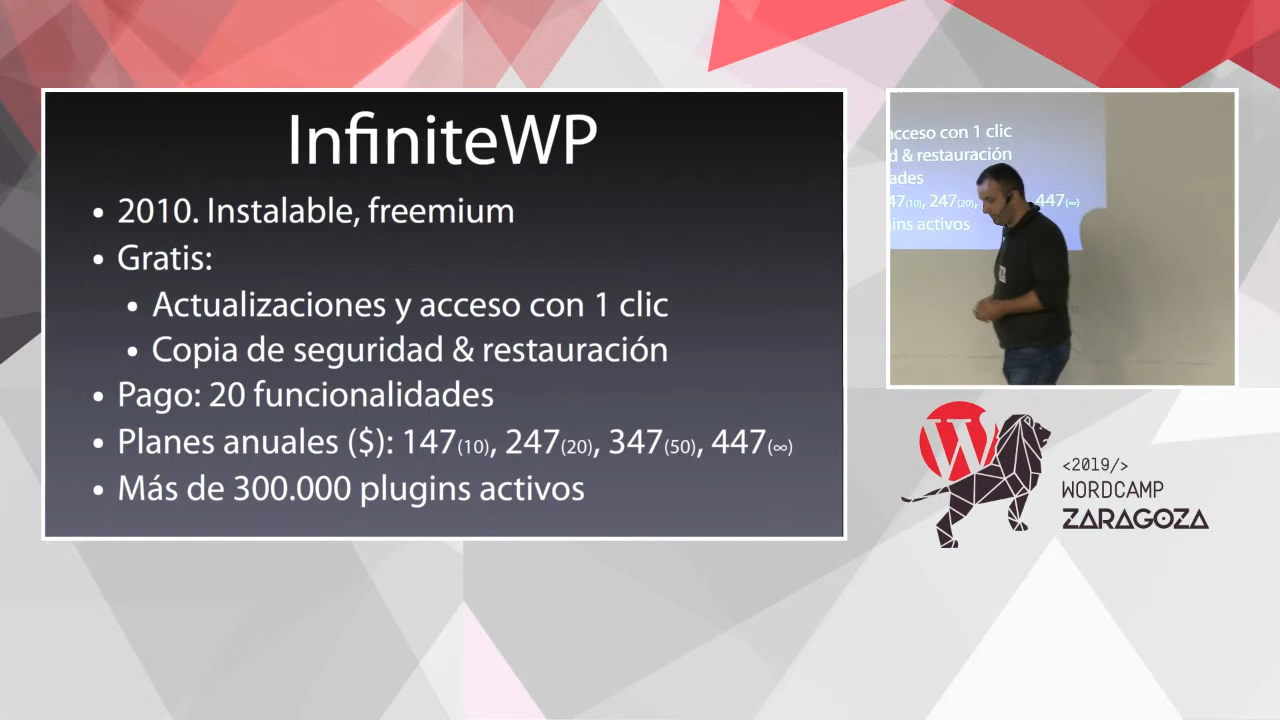 InfiniteWP
• 2010. Instalable, freemium
• Gratis:
• Actualizaciones y acceso con 1 clic
• Copia de seguridad & restauración
• Pago: 20 funcionalidades
• Planes anuales ($): 147(10), 247(20), 347(50), 447(∞)
• Más de 300.000 plugins activos
acceso con 1 clic
d & restauración
ades
47(10), 247(20), 447(∞)
ins activos
W
<2019/>
WORDCAMP
ZARAGOZA